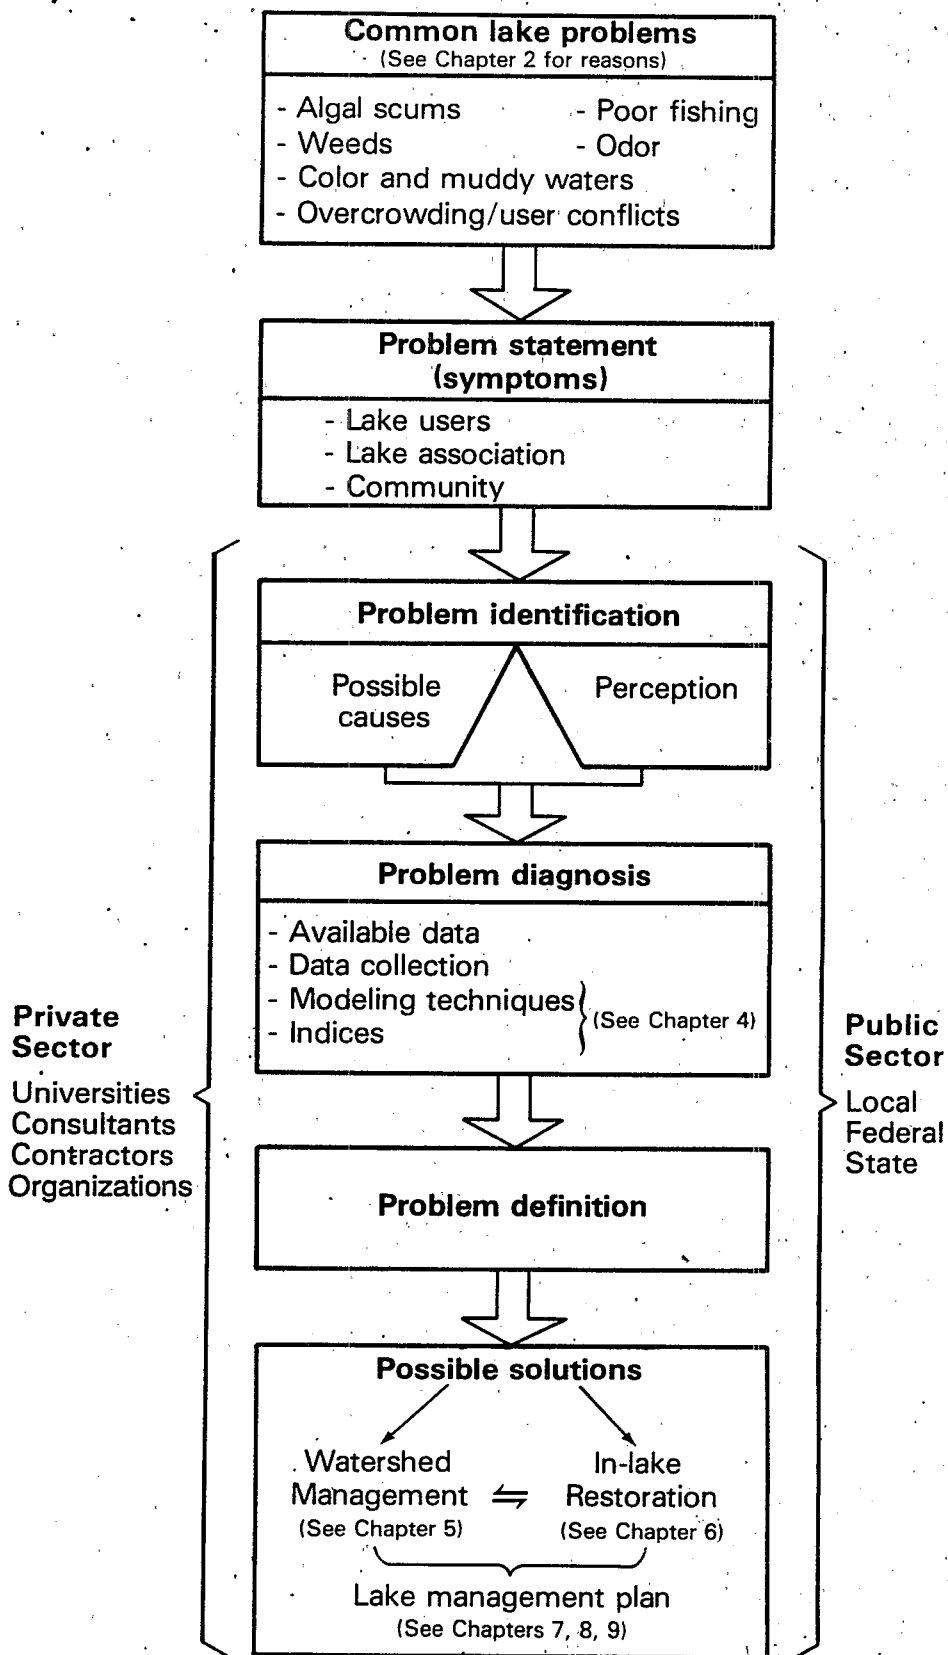 Common lake problems
(See Chapter 2 for reasons)
- Algal scums - Poor fishing
- Weeds - Odor
- Color and muddy waters
- Overcrowding/user conflicts
Problem statement
(symptoms)
- Lake users
- Lake association
- Community
Problem identification
Possible
causes
Perception
Problem diagnosis
- Available data
- Data collection
- Modeling techniques
- Indices
(See Chapter 4)
Private
Sector
Universities
Consultants
Contractors
Organizations
Public
Sector
Local
Federal
State
Problem definition
Possible solutions
Watershed
Management
(See Chapter 5)
⇋
In-lake
Restoration
(See Chapter 6)
Lake management plan
(See Chapters 7, 8, 9)